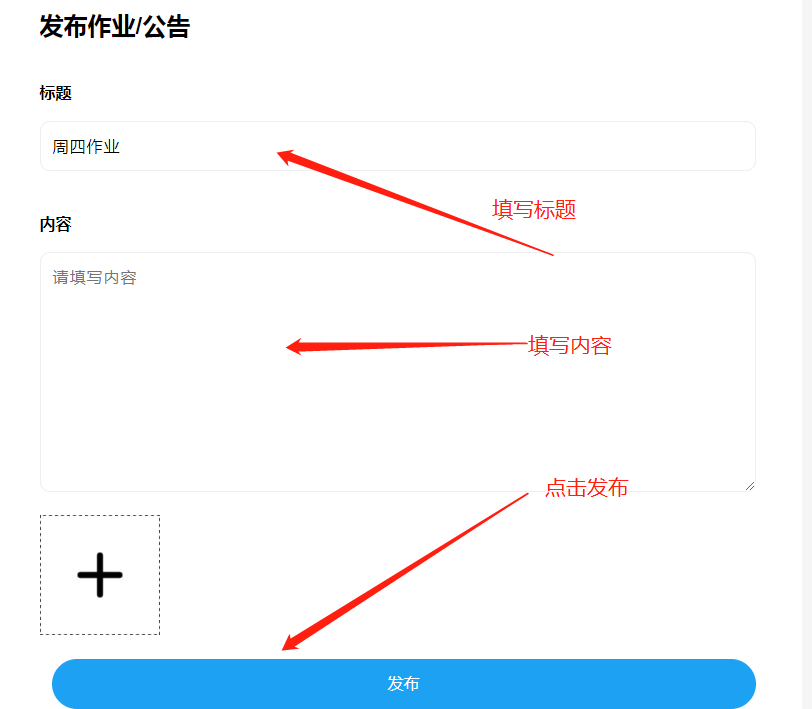 发布作业/公告
标题
周四作业
填写标题
内容
请填写内容
填写内容
点击发布
发布